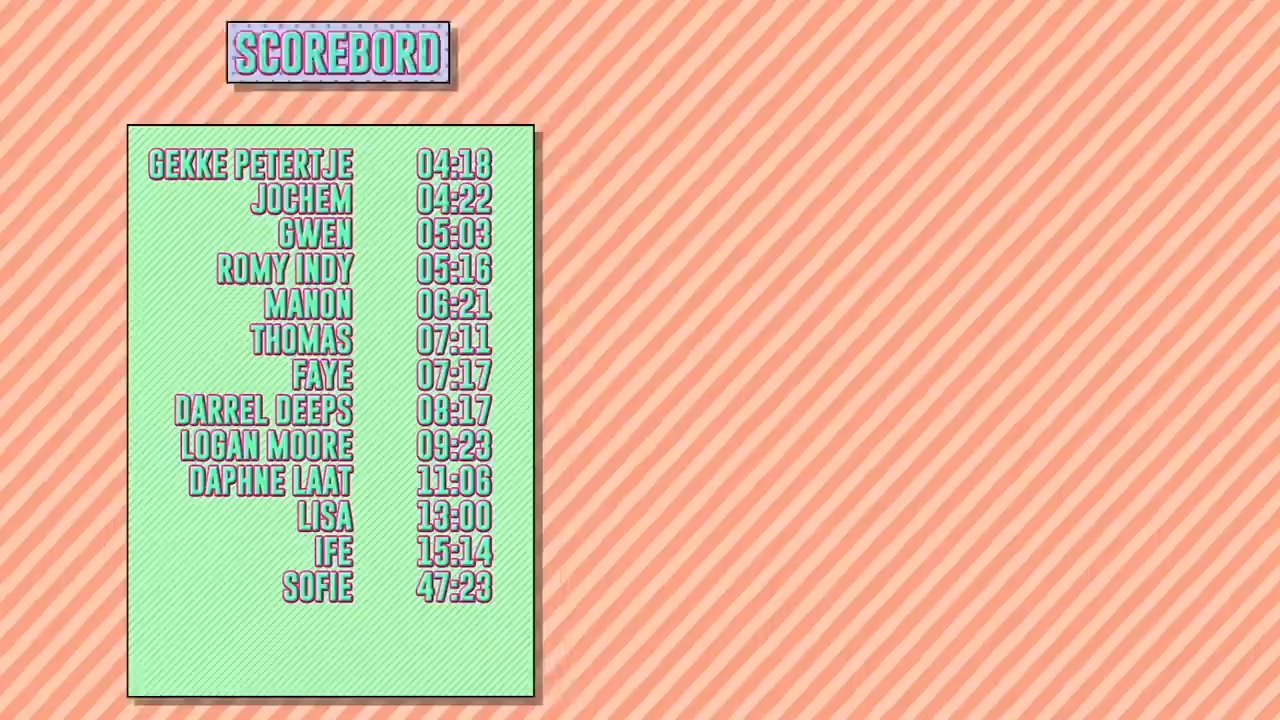 SCOREBORD
GEKKE PETERTJE 04:18
JOCHEM 04:22
GWEN 05:03
ROMY INDY 05:16
MANON 06:21
THOMAS 07:11
FAYE 07:17
DARREL DEEPS 08:17
LOGAN MOORE 09:23
DAPHNE LAAT 11:06
LISA 13:00
IFE 15:14
SOFIE 47:23